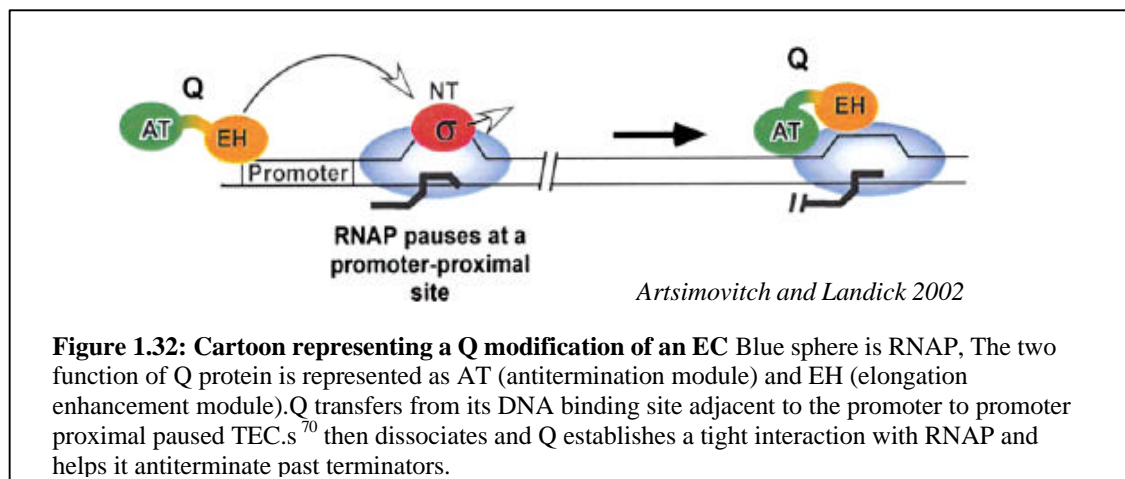 Q
AT
EH
NT
σ
Q
AT
EH
Promoter
RNAP pauses at a
promoter-proximal
site
Artsimovitch and Landick 2002
Figure 1.32: Cartoon representing a Q modification of an EC Blue sphere is RNAP, The two
function of Q protein is represented as AT (antitermination module) and EH (elongation
enhancement module).Q transfers from its DNA binding site adjacent to the promoter to promoter
proximal paused TEC.s 70 then dissociates and Q establishes a tight interaction with RNAP and
helps it antiterminate past terminators.